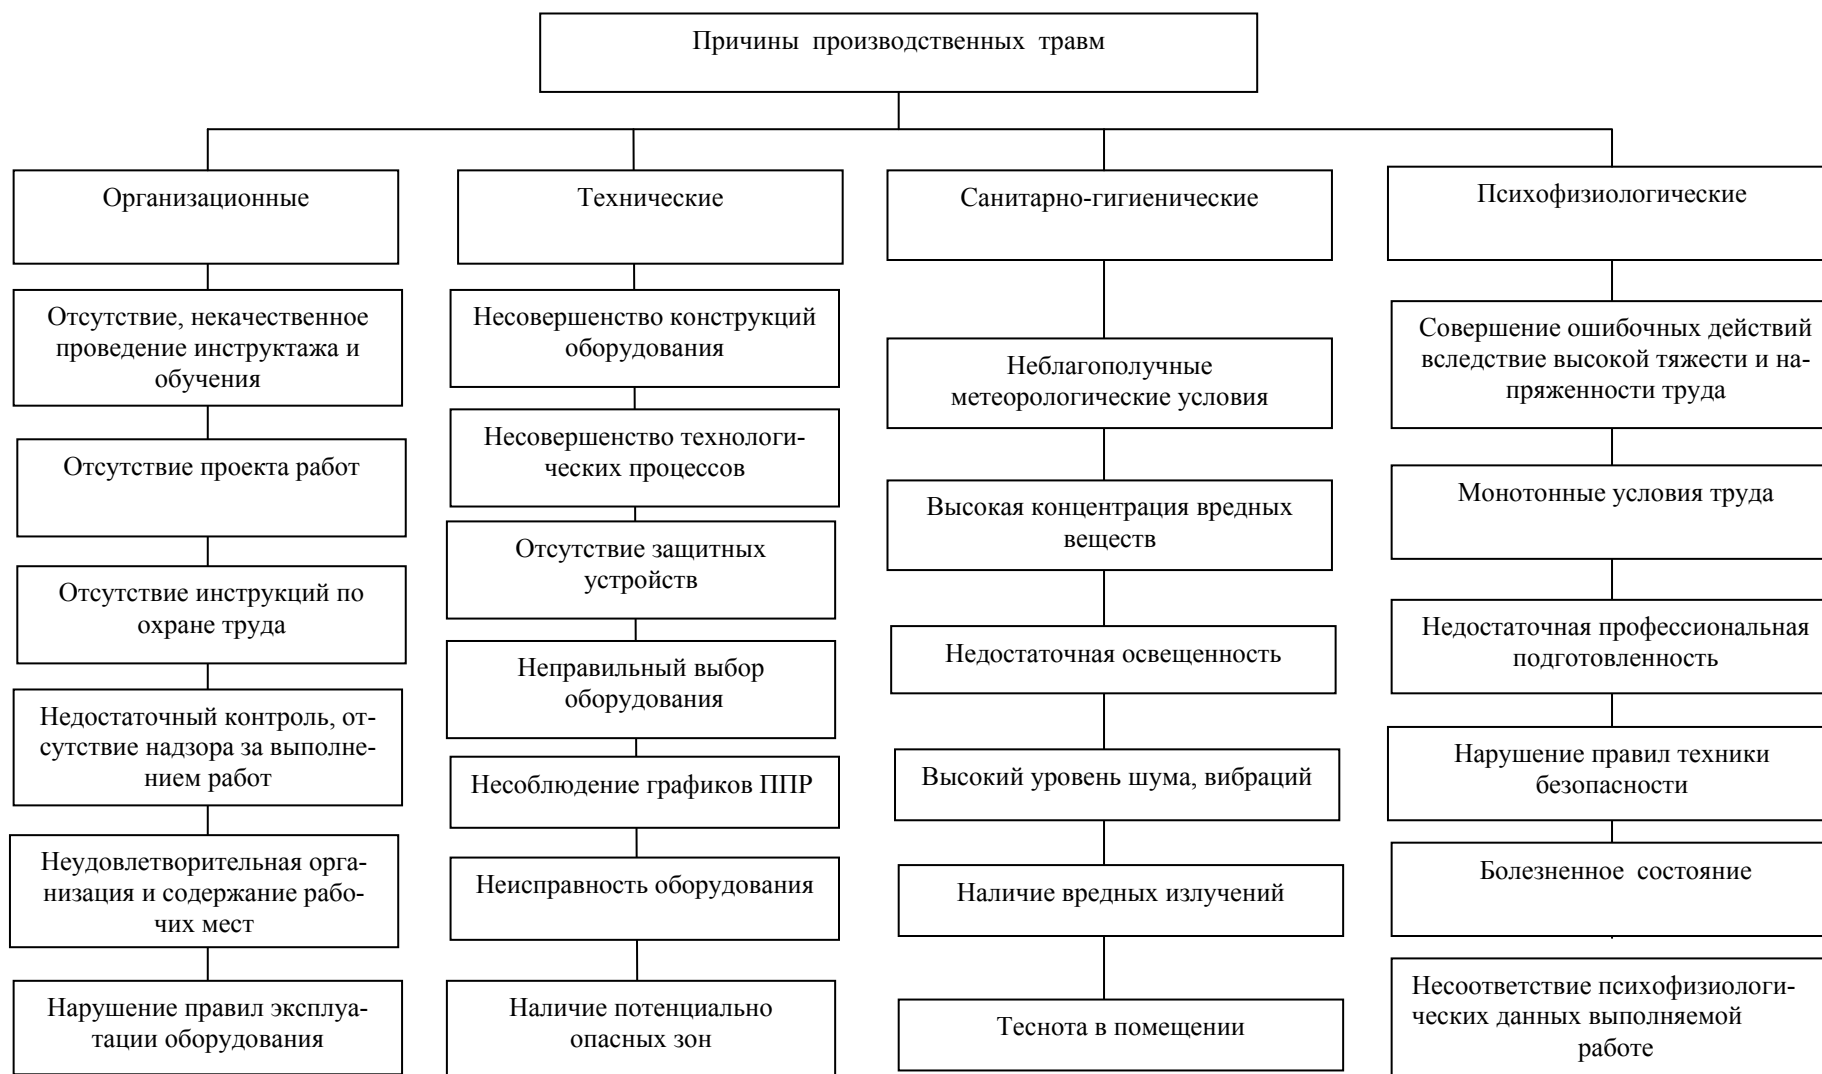 Причины производственных травм
Организационные
Отсутствие, некачественное
проведение инструктажа и
обучения
Отсутствие проекта работ
Отсутствие инструкций по
охране труда
Недостаточный контроль, от-
сутствие надзора за выполне-
нием работ
Неудовлетворительная орга-
низация и содержание рабо-
чих мест
Нарушение правил эксплуа-
тации оборудования
Технические
Несовершенство конструкций
оборудования
Несовершенство технологи-
ческих процессов
Отсутствие защитных
устройств
Неправильный выбор
оборудования
Несоблюдение графиков ППР
Неисправность оборудования
Наличие потенциально
опасных зон
Санитарно-гигиенические
Неблагополучные
метеорологические условия
Высокая концентрация вредных
веществ
Недостаточная освещенность
Высокий уровень шума, вибраций
Наличие вредных излучений
Теснота в помещении
Психофизиологические
Совершение ошибочных действий
вследствие высокой тяжести и на-
пряженности труда
Монотонные условия труда
Недостаточная профессиональная
подготовленность
Нарушение правил техники
безопасности
Болезненное состояние
Несоответствие психофизиологи-
ческих данных выполняемой
работе